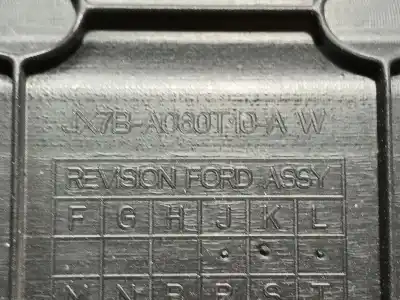 JX7B-A060T10-A W
REVISION FORD ASSY
F G H J K L
M N P R S T